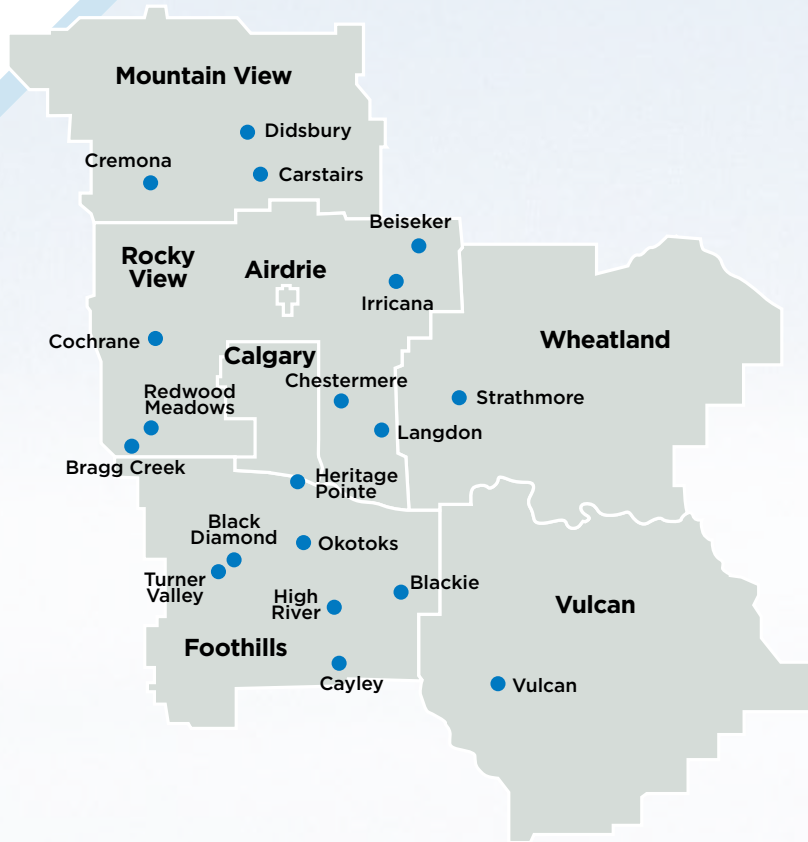 Mountain View
Didsbury
Cremona
Carstairs
Beiseker
Rocky
View
Airdrie
Irricana
Cochrane
Wheatland
Calgary
Chestermere
Redwood
Meadows
Strathmore
Langdon
Bragg Creek
Heritage
Pointe
Black
Diamond
Okotoks
Turner
Valley
Blackie
High
River
Vulcan
Foothills
Cayley
Vulcan